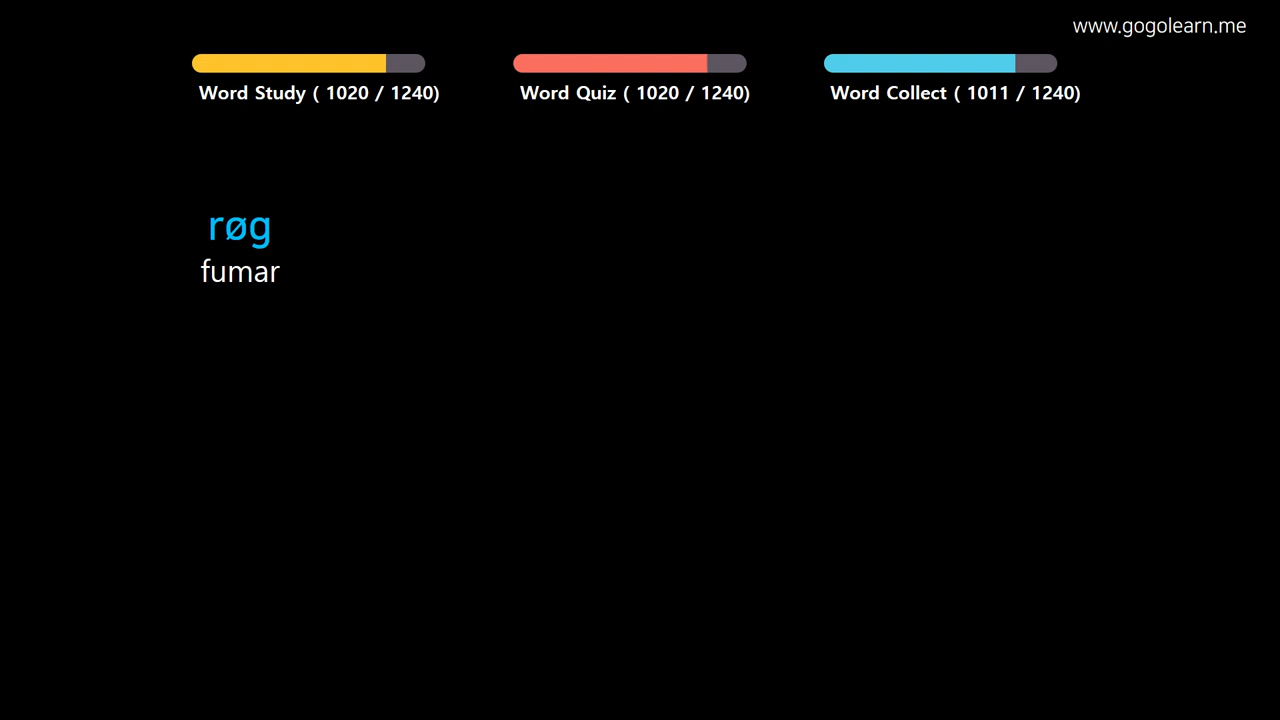 www.gogolearn.me
Word Study ( 1020 / 1240)
Word Quiz ( 1020 / 1240)
Word Collect ( 1011 / 1240)
røg
fumar